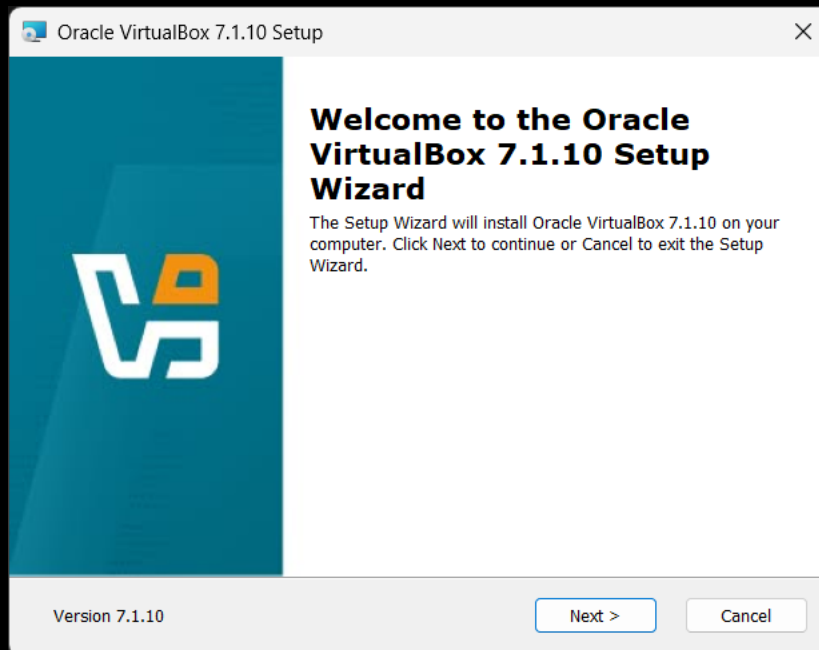 Oracle VirtualBox 7.1.10 Setup
Welcome to the Oracle
VirtualBox 7.1.10 Setup
Wizard
The Setup Wizard will install Oracle VirtualBox 7.1.10 on your
computer. Click Next to continue or Cancel to exit the Setup
Wizard.
Version 7.1.10
Next >
Cancel